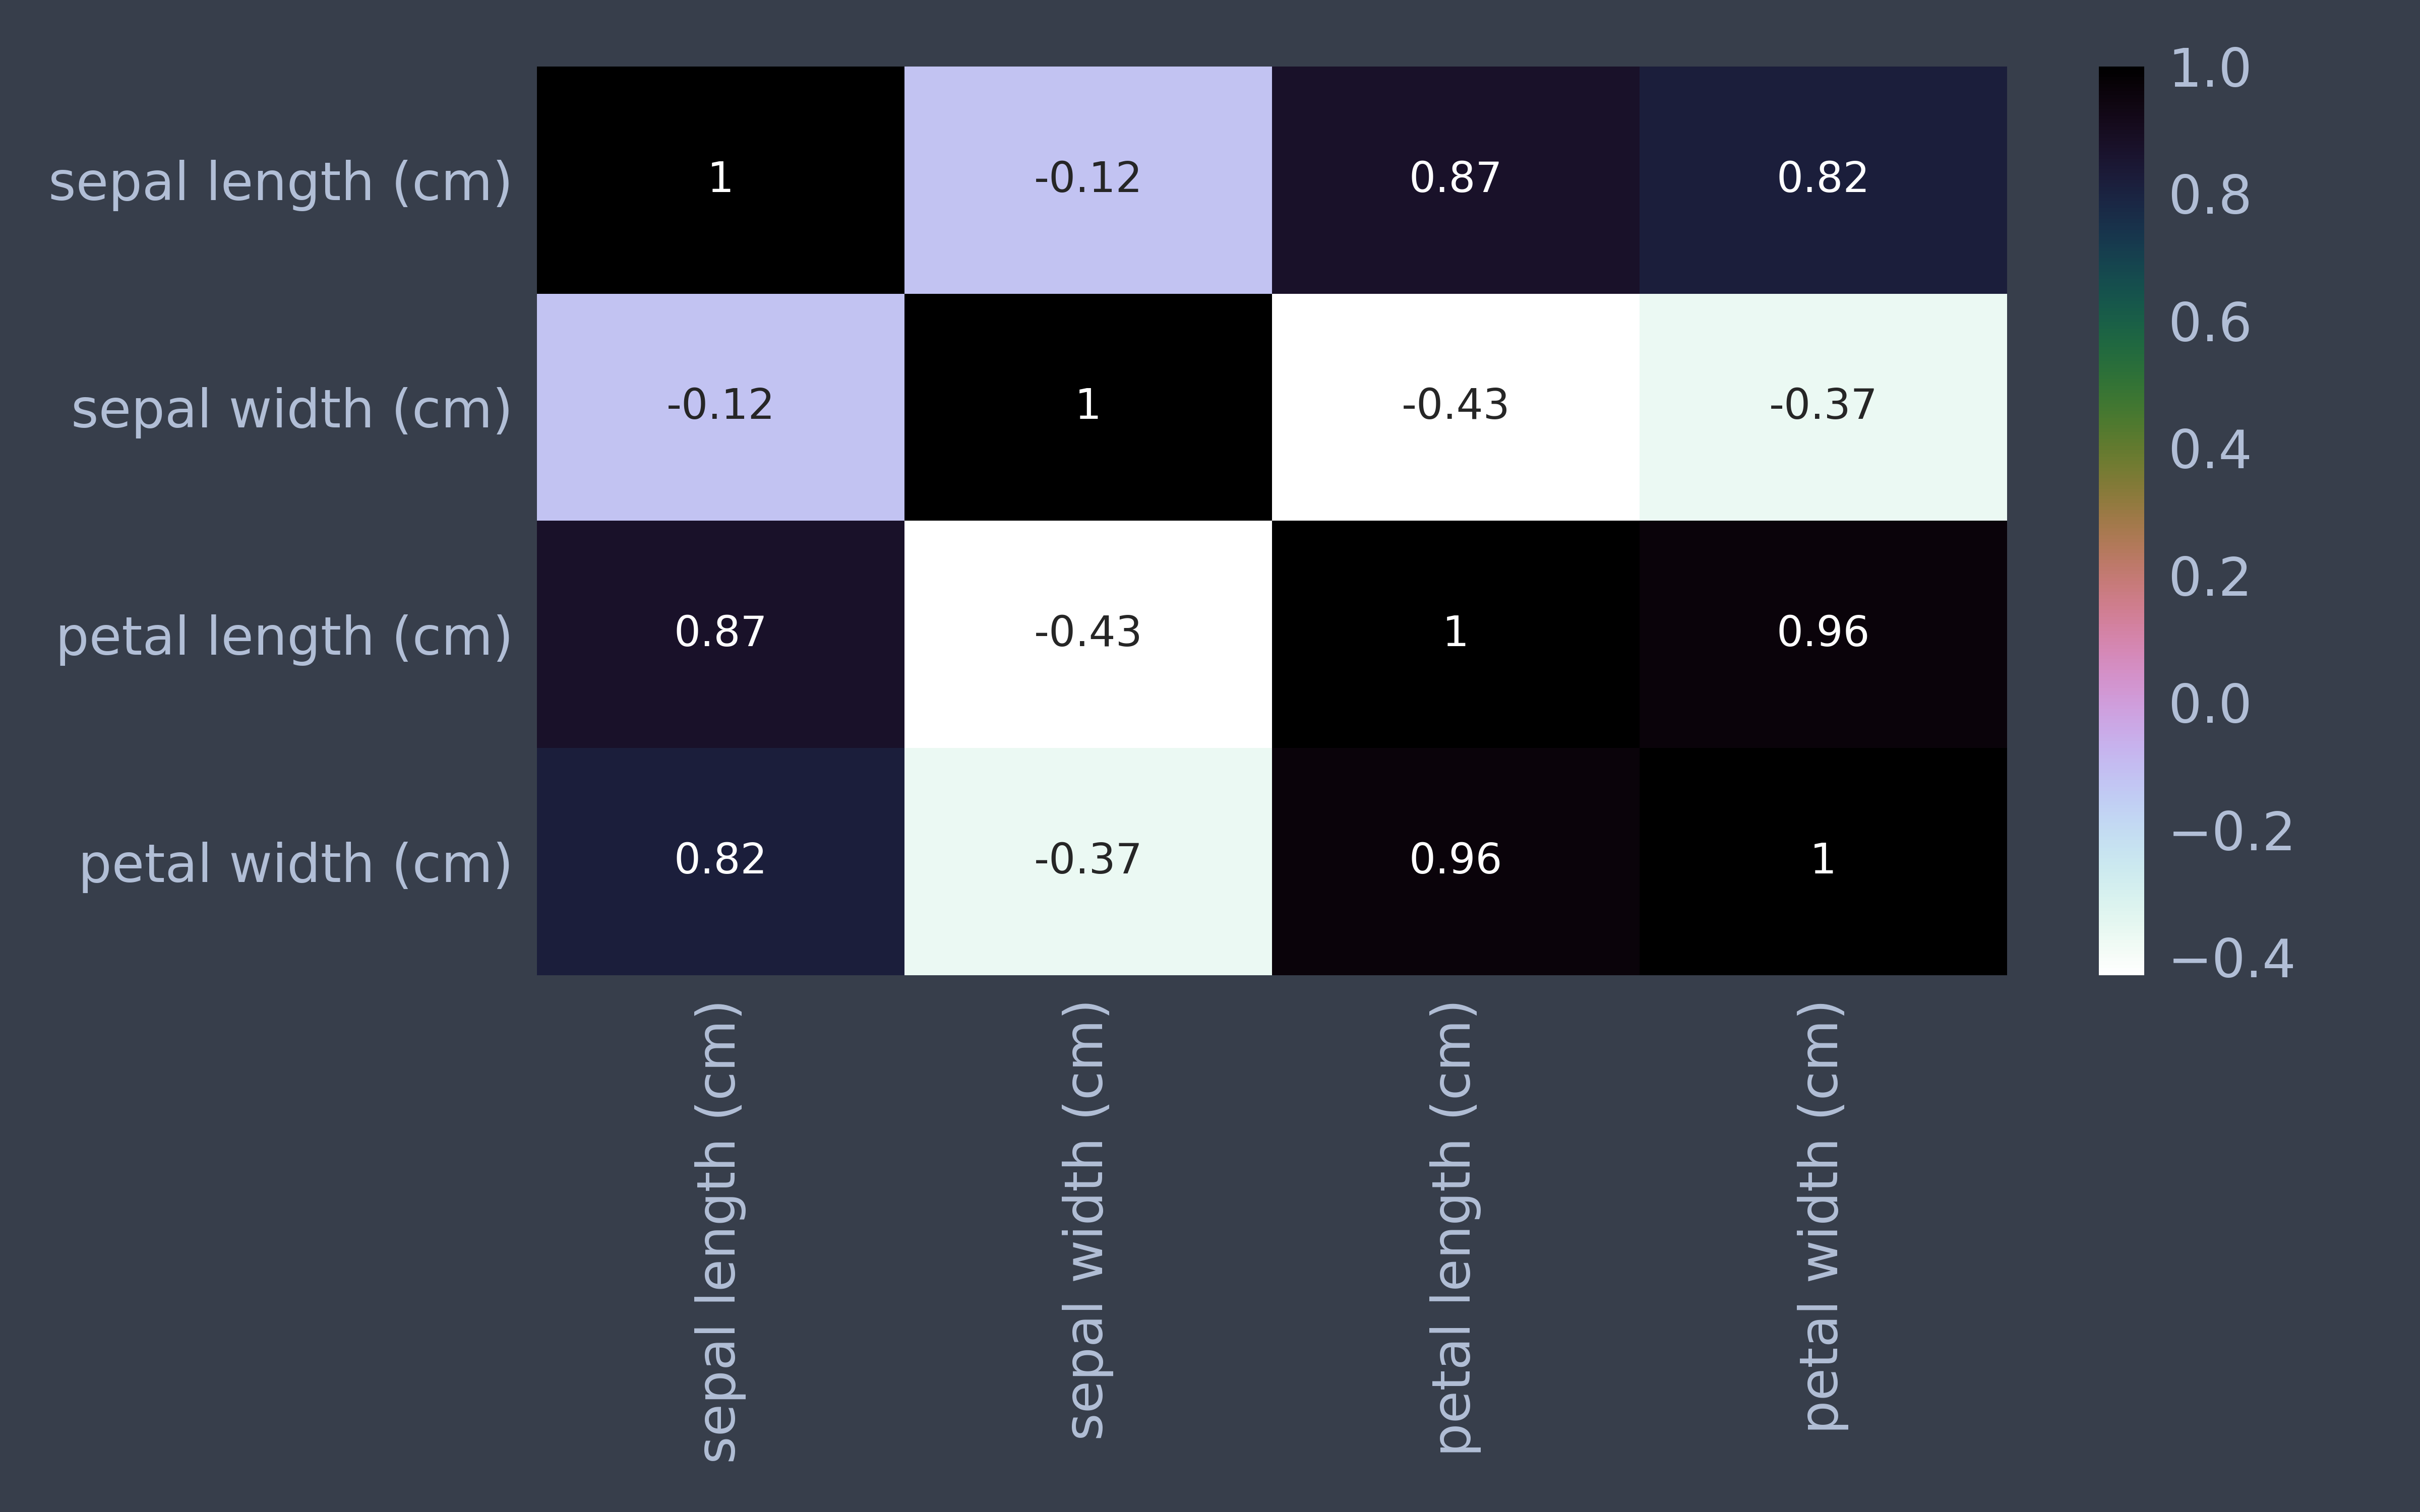 1.0
sepal length (cm) 1 -0.12 0.87 0.82
0.8
0.6
sepal width (cm) -0.12 1 -0.43 -0.37
0.4
0.2
petal length (cm) 0.87 -0.43 1 0.96
0.0
−0.2
petal width (cm) 0.82 -0.37 0.96 1
−0.4
sepal length (cm)
sepal width (cm)
petal length (cm)
petal width (cm)